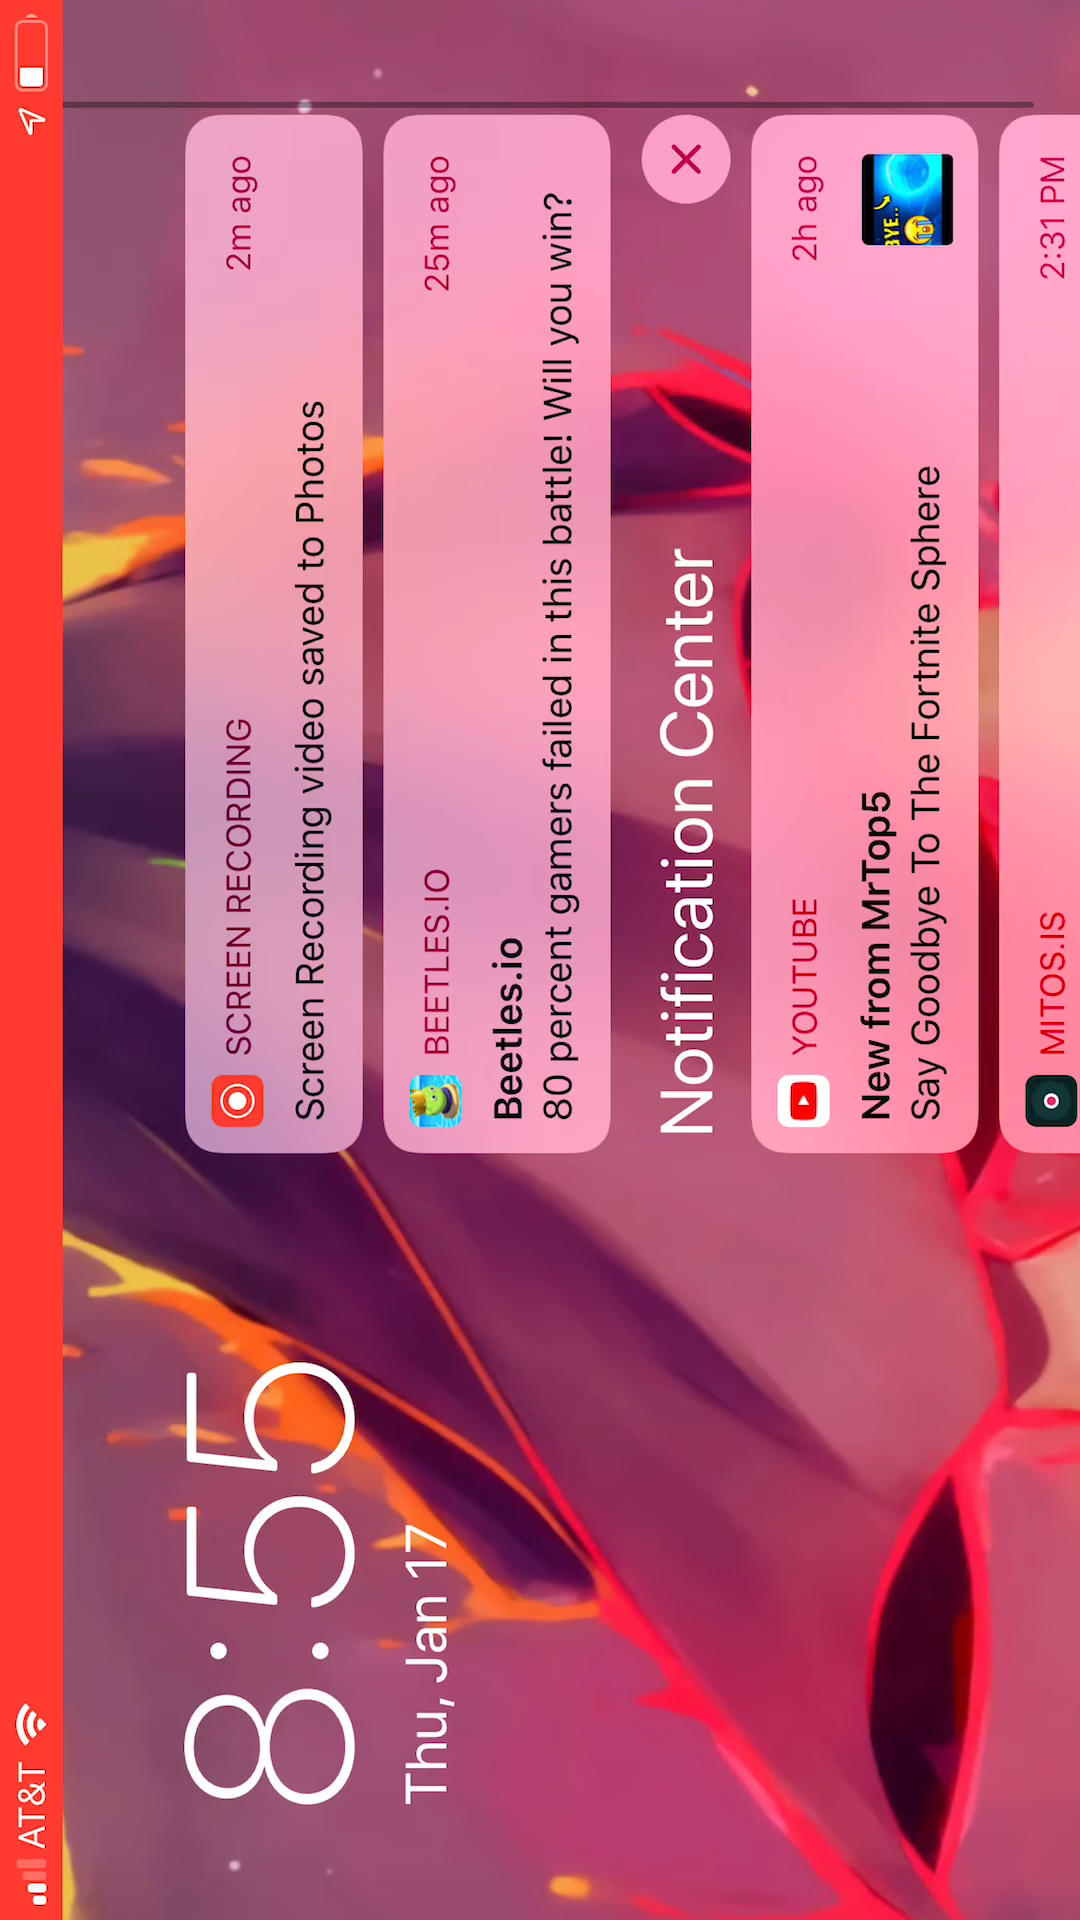 AT&T
8:55
Thu, Jan 17
SCREEN RECORDING 2m ago
Screen Recording video saved to Photos
BEETLES.IO 25m ago
Beetles.io
80 percent gamers failed in this battle! Will you win?
Notification Center
YOUTUBE 2h ago
New from MrTop5
Say Goodbye To The Fortnite Sphere
BYE..
MITOS.IS 2:31 PM